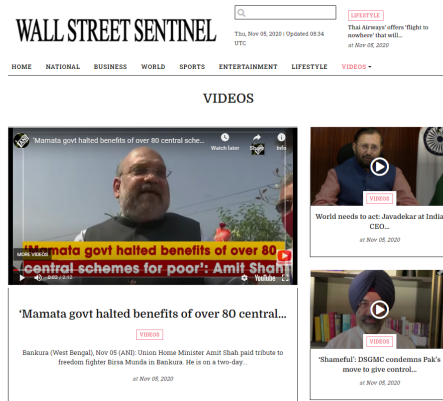 WALL STREET SENTINEL
Thu, Nov 05, 2020 | Updated 08:34
UTC
LIFESTYLE
Thai Airways' offers 'flight to
nowhere' that will...
at Nov 05, 2020
HOME NATIONAL BUSINESS WORLD SPORTS ENTERTAINMENT LIFESTYLE VIDEOS
VIDEOS
'Mamata govt halted benefits of over 80 central sche...
Watch later Share Info
MORE VIDEOS
'Mamata govt halted benefits of over 80
central schemes for poor': Amit Shah
0:03 / 2:12
YouTube
'Mamata govt halted benefits of over 80 central...
VIDEOS
Bankura (West Bengal), Nov 05 (ANI): Union Home Minister Amit Shah paid tribute to
freedom fighter Birsa Munda in Bankura. He is on a two-day...
at Nov 05, 2020
VIDEOS
World needs to act: Javadekar at India
CEO...
at Nov 05, 2020
VIDEOS
'Shameful': DSGMC condemns Pak's
move to give control...
at Nov 05, 2020